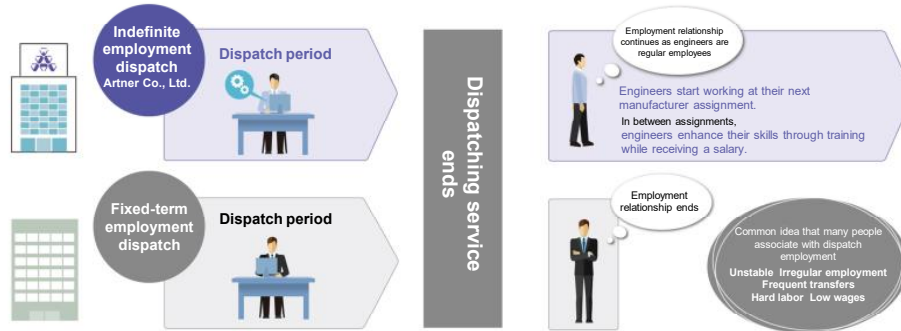 Indefinite
employment
dispatch
Artner Co., Ltd.
Dispatch period
Dispatching service
ends
Employment relationship
continues as engineers are
regular employees
Engineers start working at their next
manufacturer assignment.
In between assignments,
engineers enhance their skills through training
while receiving a salary.
Fixed-term
employment
dispatch
Dispatch period
Employment
relationship ends
Common idea that many people
associate with dispatch
employment
Unstable Irregular employment
Frequent transfers
Hard labor Low wages